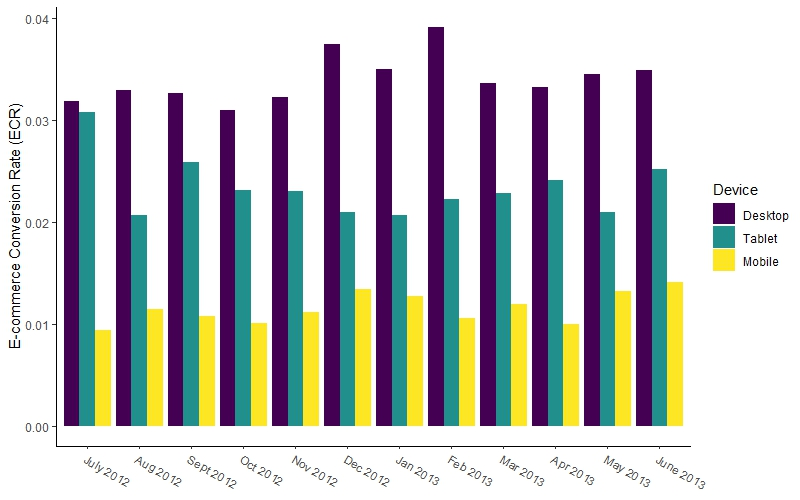 0.04
0.03
0.02
0.01
0.00
E-commerce Conversion Rate (ECR)
July 2012
Aug 2012
Sept 2012
Oct 2012
Nov 2012
Dec 2012
Jan 2013
Feb 2013
Mar 2013
Apr 2013
May 2013
June 2013
Device
Desktop
Tablet
Mobile